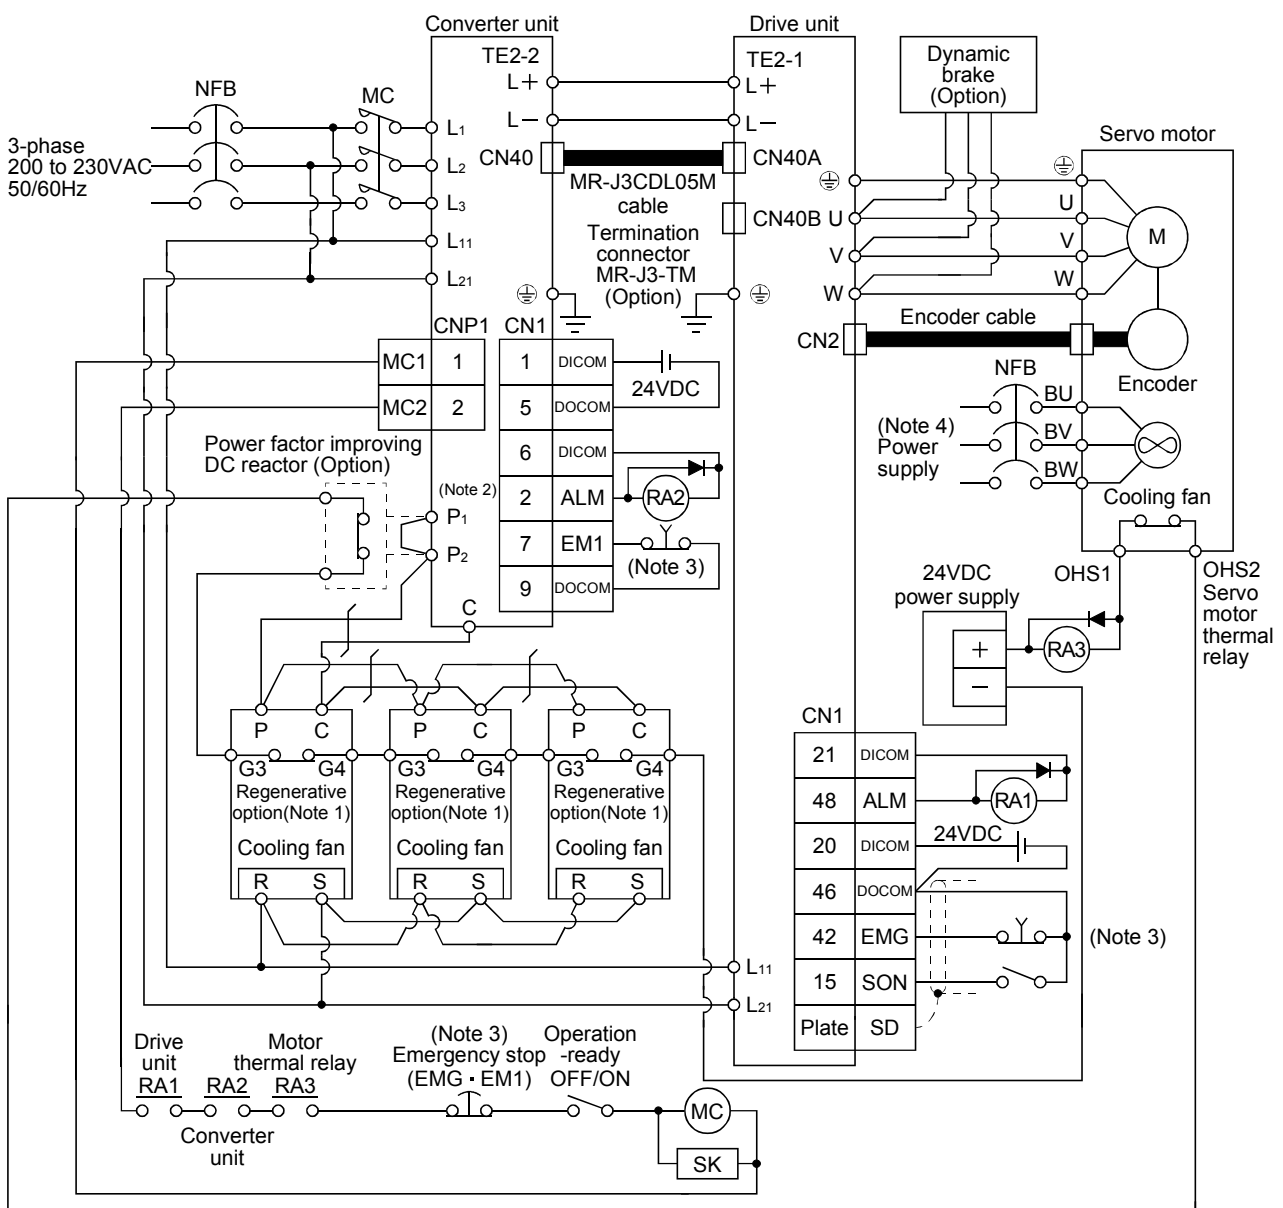 Converter unit
Drive unit
TE2-2
TE2-1
L+
L+
L−
L−
NFB
MC
3-phase
200 to 230VAC
50/60Hz
L1
L2
L3
L11
L21
CN40
CN40A
MR-J3CDL05M
cable
CN40B
Termination
connector
MR-J3-TM
(Option)
Dynamic
brake
(Option)
Servo motor
U
V
W
U
V
W
M
CN2
Encoder cable
Encoder
CNP1
CN1
MC1
1
MC2
2
1
DICOM
5
DOCOM
24VDC
6
DICOM
2
ALM
RA2
7
EM1
(Note 3)
9
DOCOM
NFB
BU
BV
BW
(Note 4)
Power
supply
Cooling fan
Power factor improving
DC reactor (Option)
(Note 2)
P1
P2
C
OHS1
OHS2
Servo
motor
thermal
relay
24VDC
power supply
+
−
RA3
P
C
P
C
P
C
G3
G4
G3
G4
G3
G4
Regenerative
option(Note 1)
Regenerative
option(Note 1)
Regenerative
option(Note 1)
Cooling fan
Cooling fan
Cooling fan
R
S
R
S
R
S
CN1
21
DICOM
48
ALM
RA1
20
DICOM
24VDC
46
DOCOM
42
EMG
(Note 3)
15
SON
Plate
SD
L11
L21
Drive
unit
RA1
RA2
Converter
unit
Motor
thermal relay
RA3
(Note 3)
Emergency stop
(EMG・EM1)
Operation
-ready
OFF/ON
MC
SK